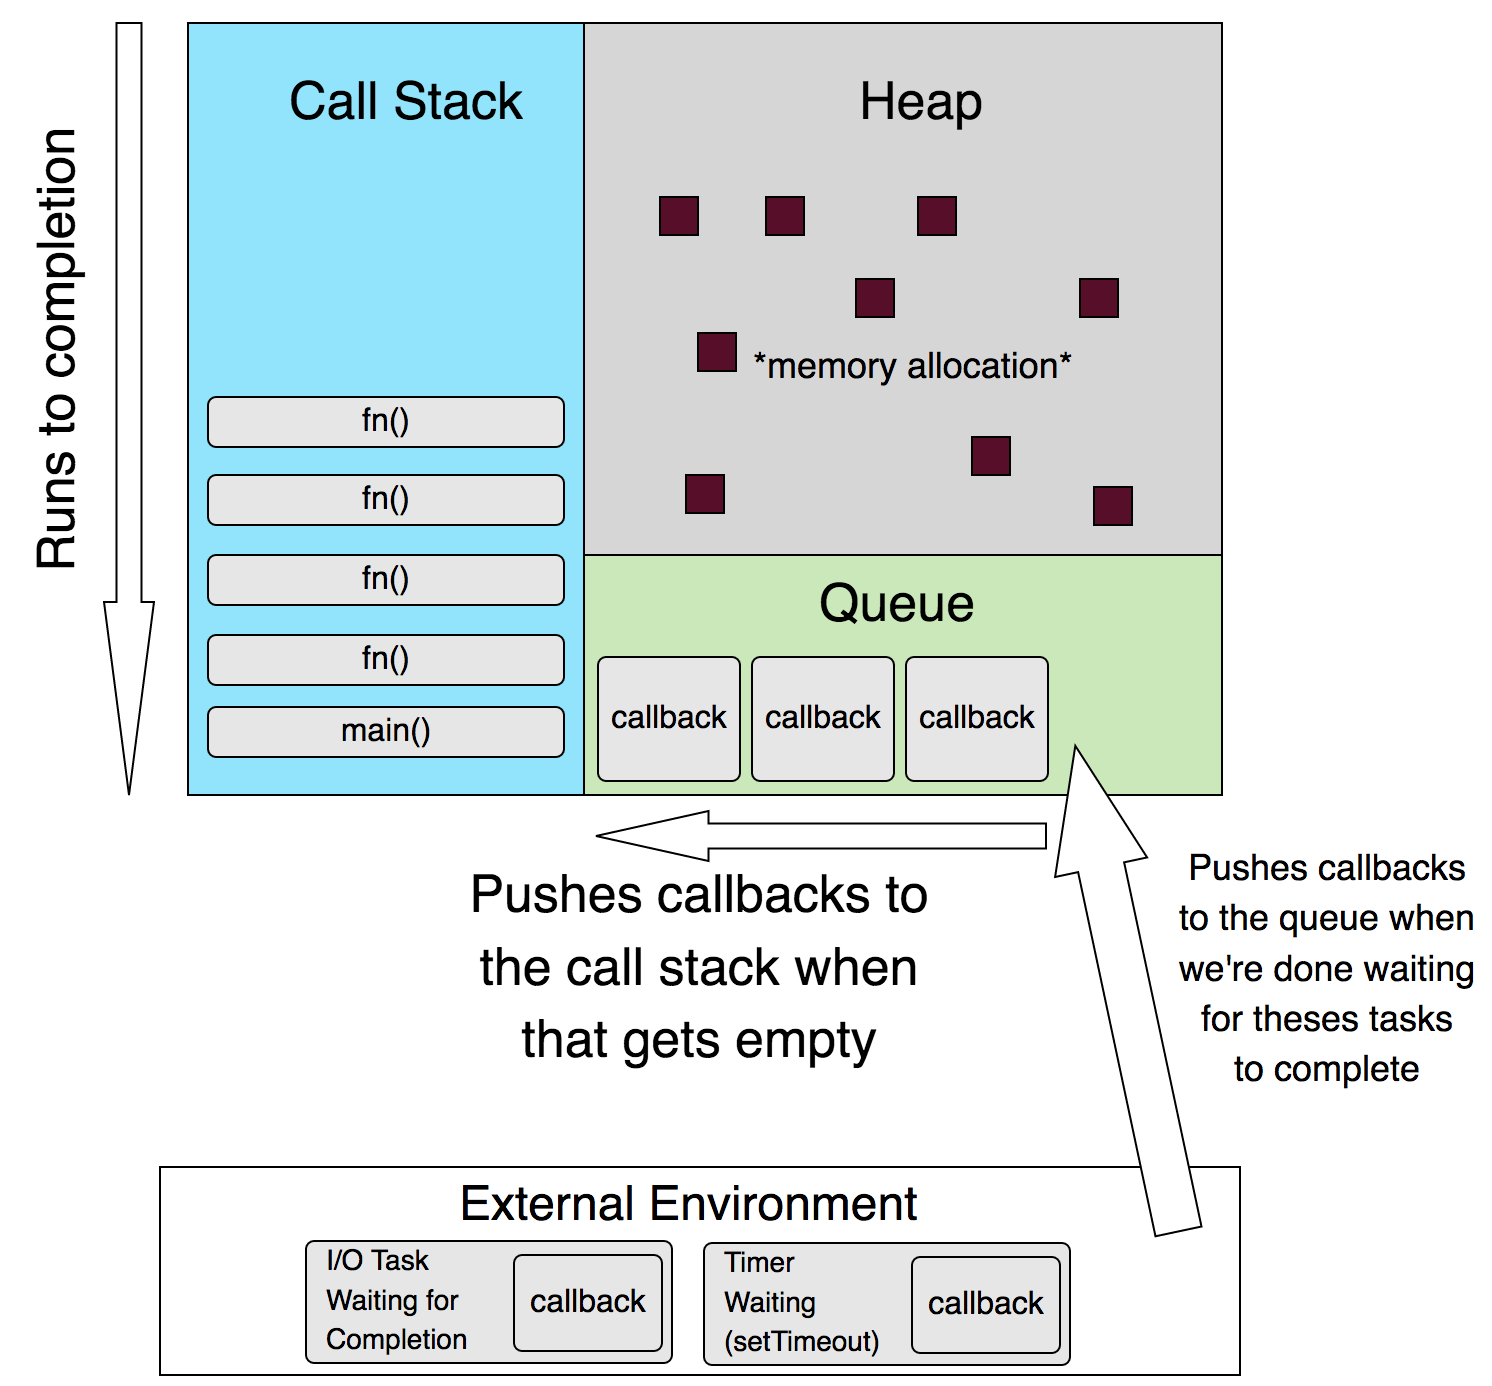 Runs to completion
Call Stack
fn()
fn()
fn()
fn()
main()
Heap
*memory allocation*
Queue
callback
callback
callback
Pushes callbacks to
the call stack when
that gets empty
Pushes callbacks
to the queue when
we're done waiting
for theses tasks
to complete
External Environment
I/O Task
Waiting for
Completion
callback
Timer
Waiting
(setTimeout)
callback